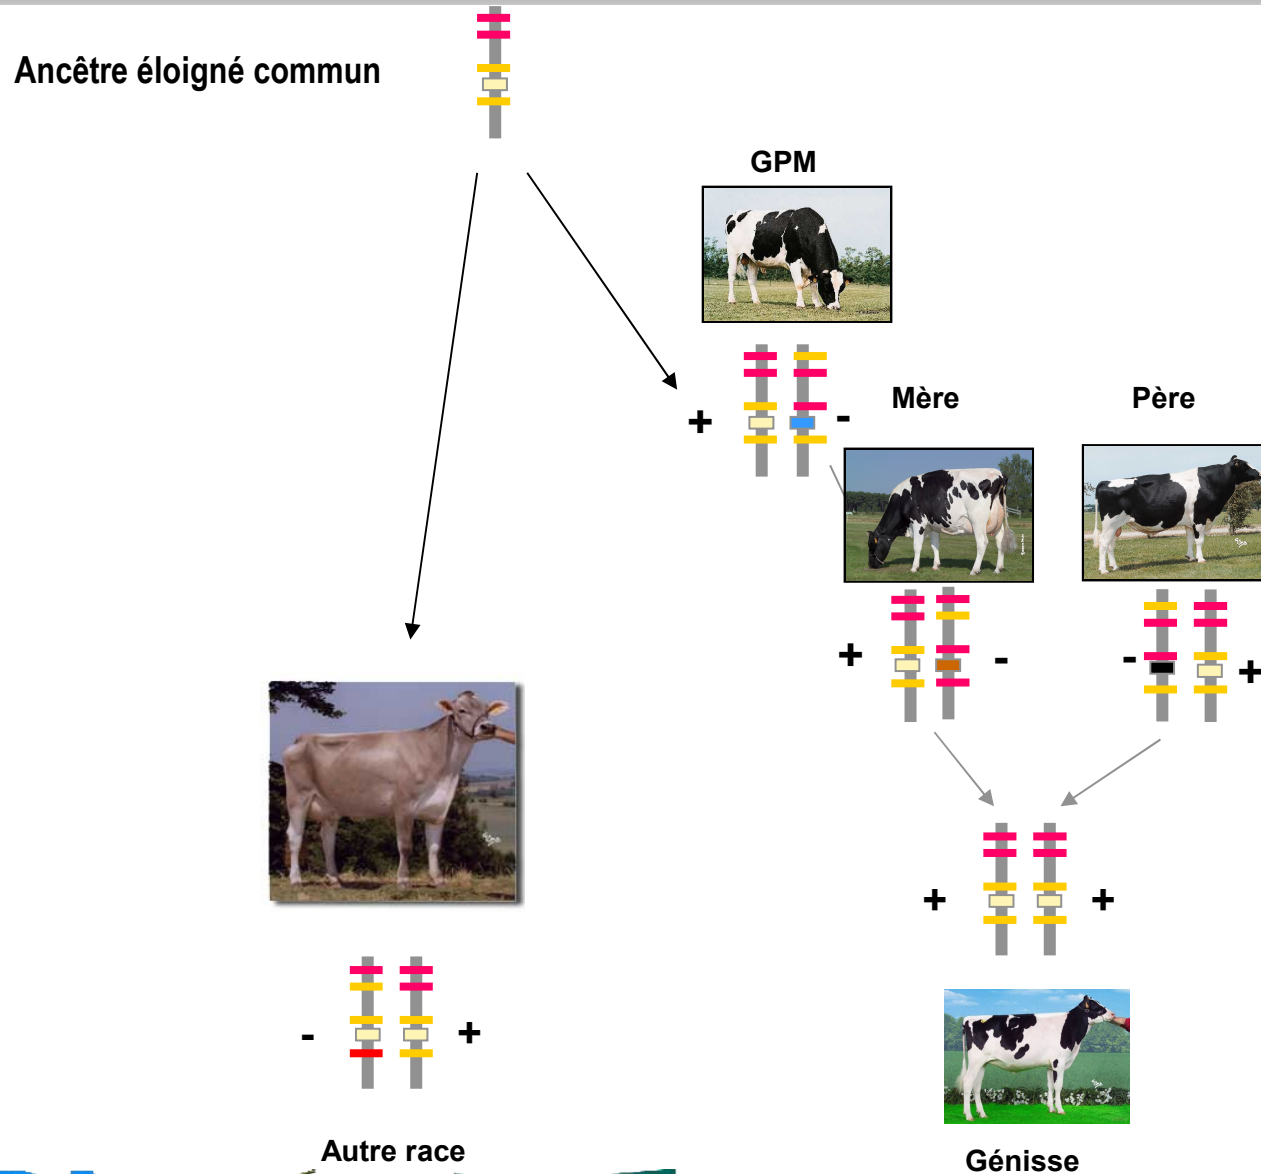 Ancêtre éloigné commun
GPM
+
-
Mère
Père
+
-
-
+
+
+
-
+
Autre race
Génisse